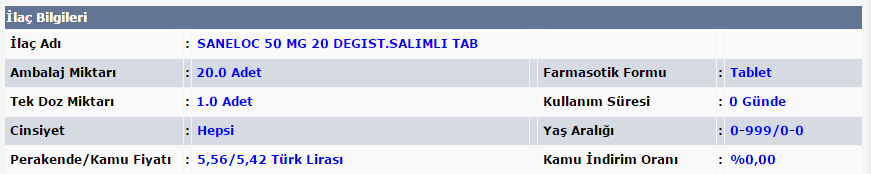 İlaç Bilgileri
İlaç Adı : SANELOC 50 MG 20 DEGIST.SALIMLI TAB
Ambalaj Miktarı : 20.0 Adet Farmasotik Formu : Tablet
Tek Doz Miktarı : 1.0 Adet Kullanım Süresi : 0 Günde
Cinsiyet : Hepsi Yaş Aralığı : 0-999/0-0
Perakende/Kamu Fiyatı : 5,56/5,42 Türk Lirası Kamu İndirim Oranı : %0,00